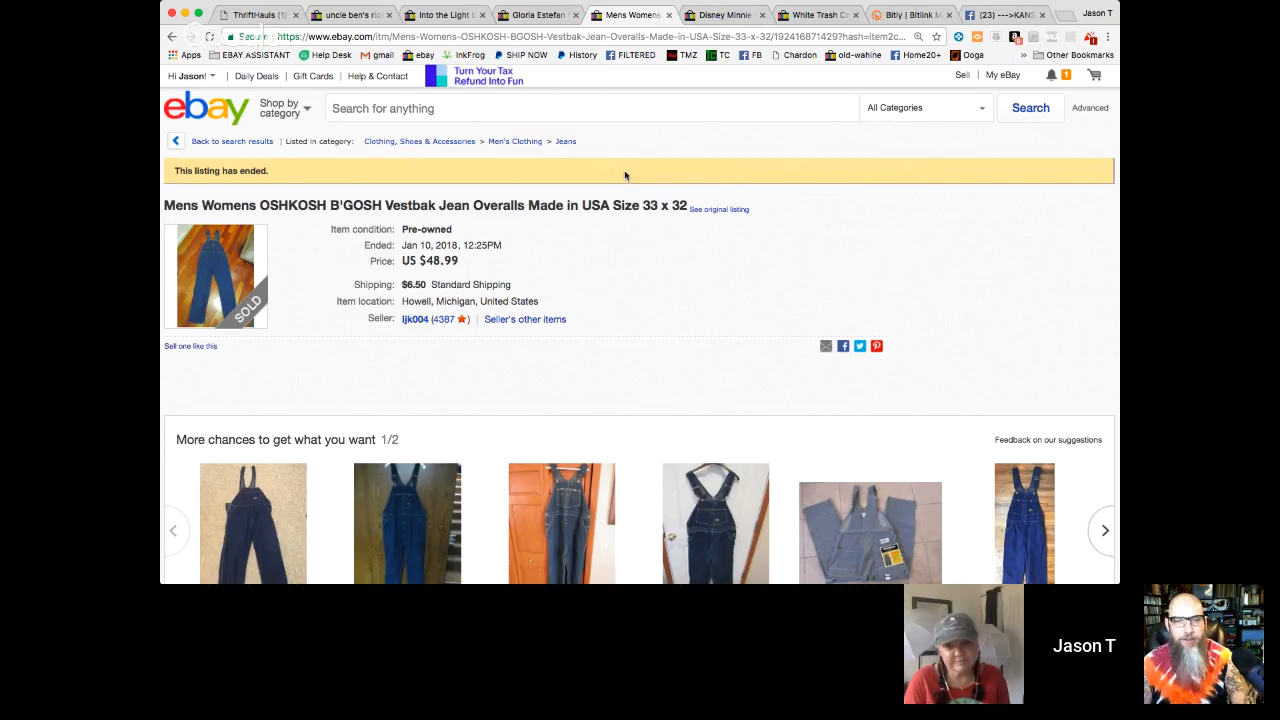 ThriftHauls (1)
uncle ben's ric
Into the Light
Gloria Estefan
Mens Womens
Disney Minnie
White Trash Co
Bitly | Bitlink M
(23) --->KANS
Jason T
Secure
https://www.ebay.com/itm/Mens-Womens-OSHKOSH-BGOSH-Vestbak-Jean-Overalls-Made-in-USA-Size-33-x-32/192416871429?hash=item2c...
Apps
EBAY ASSISTANT
Help Desk
gmail
ebay
InkFrog
SHIP NOW
History
FILTERED
TMZ
TC
FB
Chardon
old-wahine
Home20+
Ooga
»
Other Bookmarks
Hi Jason!
Daily Deals
Gift Cards
Help & Contact
Turn Your Tax
Refund Into Fun
Sell
My eBay
1
ebay
Shop by
category
Search for anything
All Categories
Search
Advanced
Back to search results | Listed in category: Clothing, Shoes & Accessories > Men's Clothing > Jeans
This listing has ended.
Mens Womens OSHKOSH B'GOSH Vestbak Jean Overalls Made in USA Size 33 x 32 See original listing
SOLD
Item condition: Pre-owned
Ended: Jan 10, 2018, 12:25PM
Price: US $48.99
Shipping: $6.50 Standard Shipping
Item location: Howell, Michigan, United States
Seller: ljk004 (4387 ) | Seller's other items
Sell one like this
More chances to get what you want 1/2
Feedback on our suggestions
Jason T